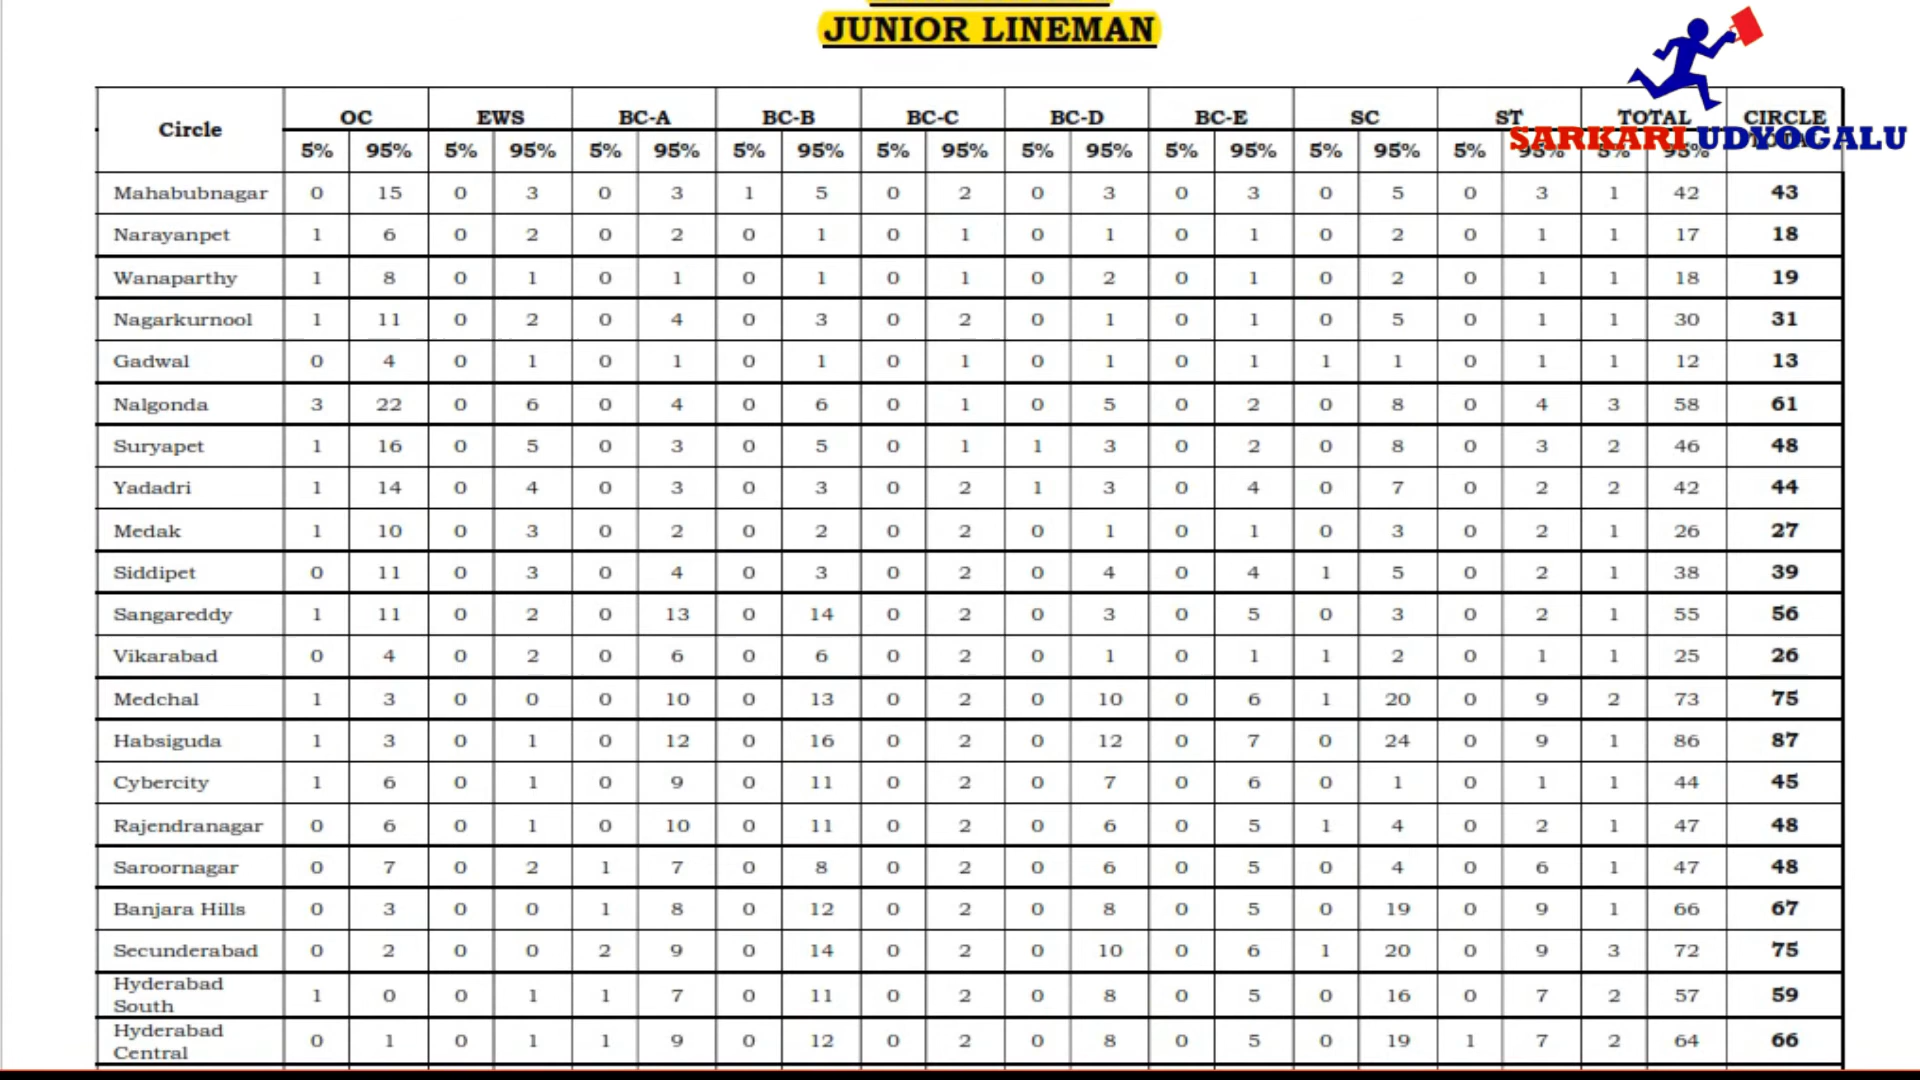 JUNIOR LINEMAN
SARKARI UDYOGALU
Circle OC EWS BC-A BC-B BC-C BC-D BC-E SC ST TOTAL CIRCLE
5% 95% 5% 95% 5% 95% 5% 95% 5% 95% 5% 95% 5% 95% 5% 95% 5% 95% 5% 95% TOTAL
Mahabubnagar 0 15 0 3 0 3 1 5 0 2 0 3 0 3 0 5 0 3 1 42 43
Narayanpet 1 6 0 2 0 2 0 1 0 1 0 1 0 1 0 2 0 1 1 17 18
Wanaparthy 1 8 0 1 0 1 0 1 0 1 0 2 0 1 0 2 0 1 1 18 19
Nagarkurnool 1 11 0 2 0 4 0 3 0 2 0 1 0 1 0 5 0 1 1 30 31
Gadwal 0 4 0 1 0 1 0 1 0 1 0 1 0 1 1 1 0 1 1 12 13
Nalgonda 3 22 0 6 0 4 0 6 0 1 0 5 0 2 0 8 0 4 3 58 61
Suryapet 1 16 0 5 0 3 0 5 0 1 1 3 0 2 0 8 0 3 2 46 48
Yadadri 1 14 0 4 0 3 0 3 0 2 1 3 0 4 0 7 0 2 2 42 44
Medak 1 10 0 3 0 2 0 2 0 2 0 1 0 1 0 3 0 2 1 26 27
Siddipet 0 11 0 3 0 4 0 3 0 2 0 4 0 4 1 5 0 2 1 38 39
Sangareddy 1 11 0 2 0 13 0 14 0 2 0 3 0 5 0 3 0 2 1 55 56
Vikarabad 0 4 0 2 0 6 0 6 0 2 0 1 0 1 1 2 0 1 1 25 26
Medchal 1 3 0 0 0 10 0 13 0 2 0 10 0 6 1 20 0 9 2 73 75
Habsiguda 1 3 0 1 0 12 0 16 0 2 0 12 0 7 0 24 0 9 1 86 87
Cybercity 1 6 0 1 0 9 0 11 0 2 0 7 0 6 0 1 0 1 1 44 45
Rajendranagar 0 6 0 1 0 10 0 11 0 2 0 6 0 5 1 4 0 2 1 47 48
Saroornagar 0 7 0 2 1 7 0 8 0 2 0 6 0 5 0 4 0 6 1 47 48
Banjara Hills 0 3 0 0 1 8 0 12 0 2 0 8 0 5 0 19 0 9 1 66 67
Secunderabad 0 2 0 0 2 9 0 14 0 2 0 10 0 6 1 20 0 9 3 72 75
Hyderabad
South 1 0 0 1 1 7 0 11 0 2 0 8 0 5 0 16 0 7 2 57 59
Hyderabad
Central 0 1 0 1 1 9 0 12 0 2 0 8 0 5 0 19 1 7 2 64 66